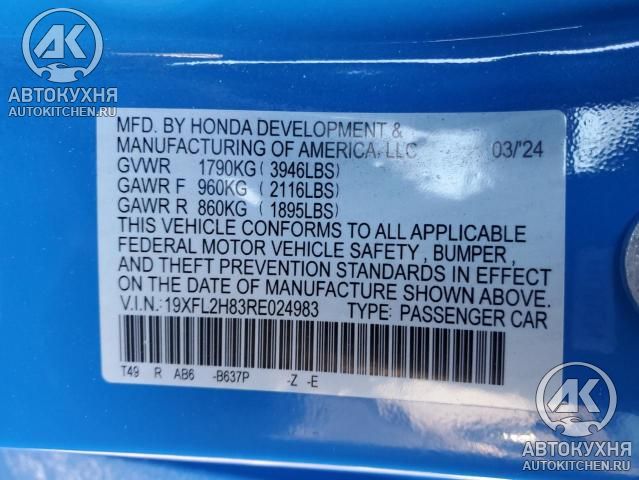 AK
АВТОКУХНЯ
AUTOKITCHEN.RU
MFD. BY HONDA DEVELOPMENT &
MANUFACTURING OF AMERICA, LLC 03/'24
GVWR 1790KG (3946LBS)
GAWR F 960KG (2116LBS)
GAWR R 860KG (1895LBS)
THIS VEHICLE CONFORMS TO ALL APPLICABLE
FEDERAL MOTOR VEHICLE SAFETY, BUMPER,
AND THEFT PREVENTION STANDARDS IN EFFECT
ON THE DATE OF MANUFACTURE SHOWN ABOVE.
V.I.N.: 19XFL2H83RE024983 TYPE: PASSENGER CAR
T49 R AB6 -B637P -Z -E
AK
АВТОКУХНЯ
AUTOKITCHEN.RU